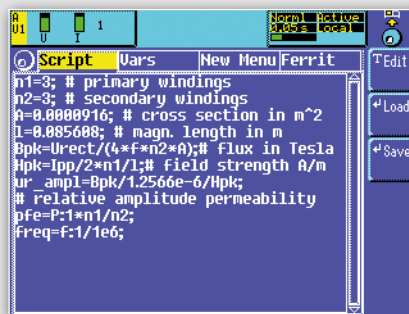 A
U1
U I 1
Norml Active
0.05s Local
Script Vars New Menu Ferrit
TEdit
n1=3; # primary windings
n2=3; # secondary windings
A=0.0000916; # cross section in m^2
Load
l=0.085608; # magn. length in m
Bpk=Urect/(4*f*n2*A);# flux in Tesla
Save
Hpk=Ipp/2*n1/l;# field strength A/m
ur_ampl=Bpk/1.2566e-6/Hpk;
# relative amplitude permeability
pfe=P:1*n1/n2;
freq=f:1/1e6;